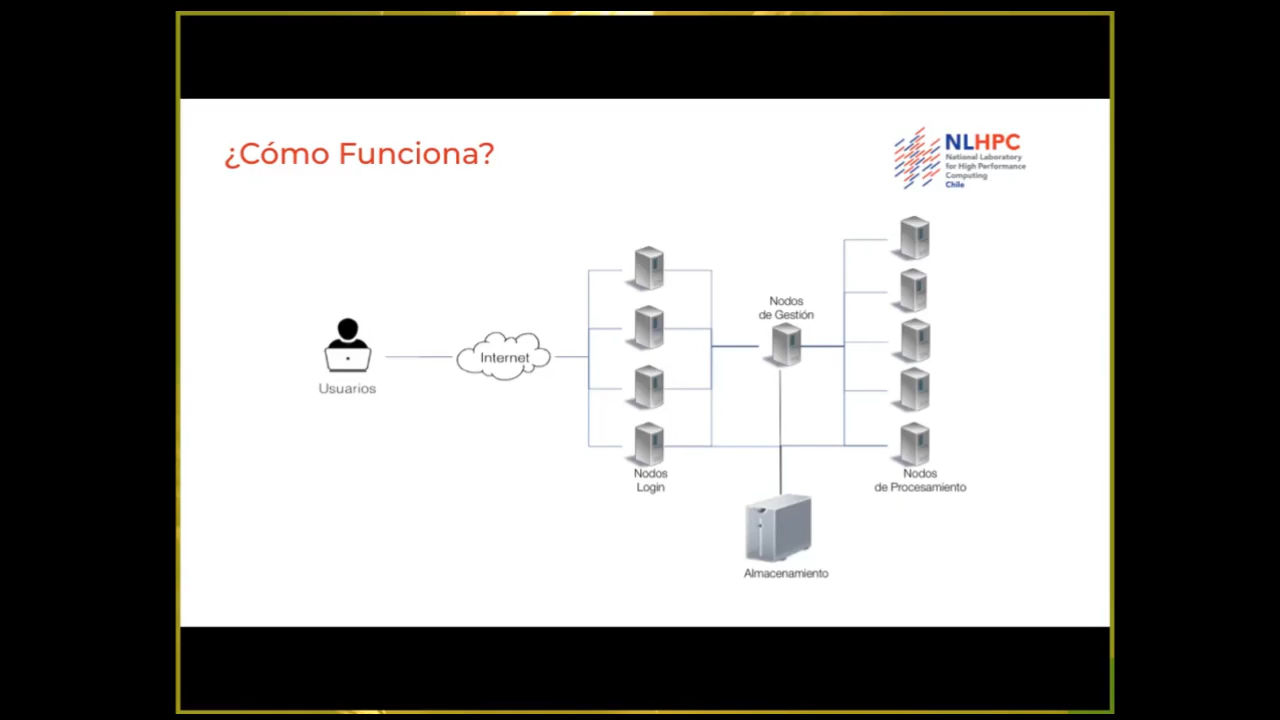 ¿Cómo Funciona?
NLHPC
National Laboratory
for High Performance
Computing
Chile
Nodos
de Gestión
Internet
Usuarios
Nodos
Login
Nodos
de Procesamiento
Almacenamiento